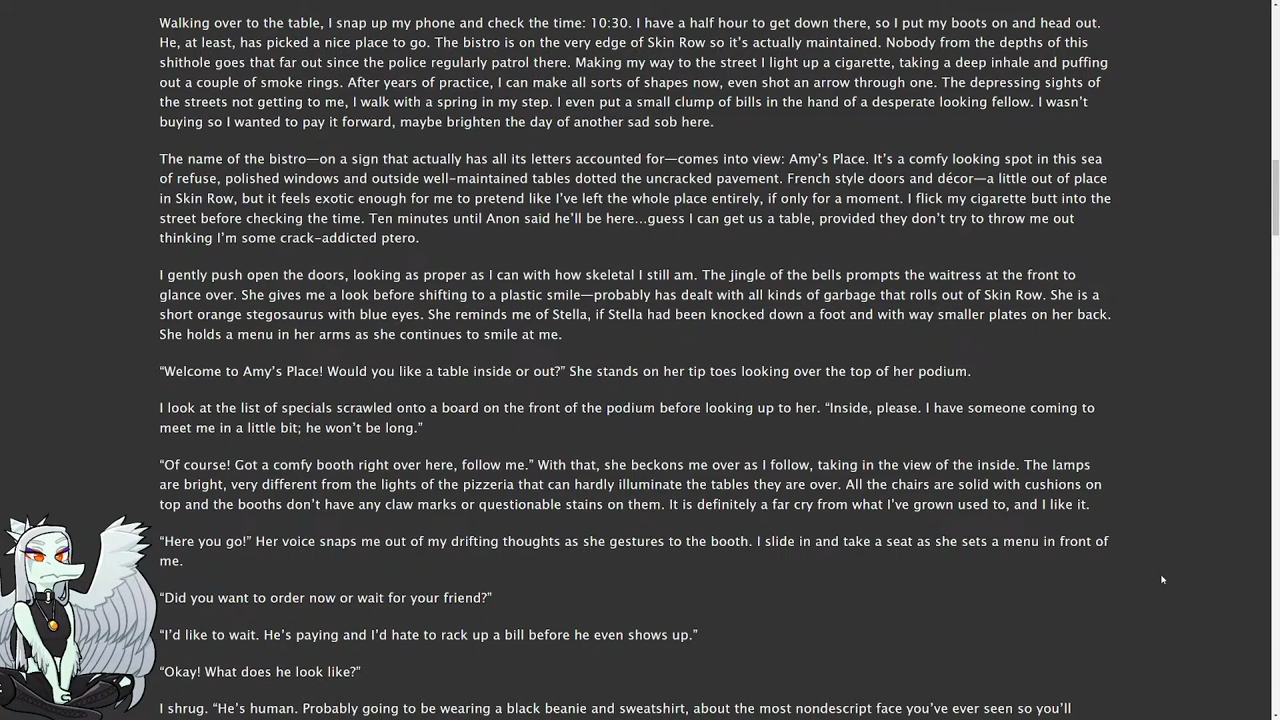 Walking over to the table, I snap up my phone and check the time: 10:30. I have a half hour to get down there, so I put my boots on and head out.
He, at least, has picked a nice place to go. The bistro is on the very edge of Skin Row so it’s actually maintained. Nobody from the depths of this
shithole goes that far out since the police regularly patrol there. Making my way to the street I light up a cigarette, taking a deep inhale and puffing
out a couple of smoke rings. After years of practice, I can make all sorts of shapes now, even shot an arrow through one. The depressing sights of
the streets not getting to me, I walk with a spring in my step. I even put a small clump of bills in the hand of a desperate looking fellow. I wasn’t
buying so I wanted to pay it forward, maybe brighten the day of another sad sob here.
The name of the bistro—on a sign that actually has all its letters accounted for—comes into view: Amy’s Place. It’s a comfy looking spot in this sea
of refuse, polished windows and outside well-maintained tables dotted the uncracked pavement. French style doors and décor—a little out of place
in Skin Row, but it feels exotic enough for me to pretend like I’ve left the whole place entirely, if only for a moment. I flick my cigarette butt into the
street before checking the time. Ten minutes until Anon said he’ll be here…guess I can get us a table, provided they don’t try to throw me out
thinking I’m some crack-addicted ptero.
I gently push open the doors, looking as proper as I can with how skeletal I still am. The jingle of the bells prompts the waitress at the front to
glance over. She gives me a look before shifting to a plastic smile—probably has dealt with all kinds of garbage that rolls out of Skin Row. She is a
short orange stegosaurus with blue eyes. She reminds me of Stella, if Stella had been knocked down a foot and with way smaller plates on her back.
She holds a menu in her arms as she continues to smile at me.
“Welcome to Amy’s Place! Would you like a table inside or out?” She stands on her tip toes looking over the top of her podium.
I look at the list of specials scrawled onto a board on the front of the podium before looking up to her. “Inside, please. I have someone coming to
meet me in a little bit; he won’t be long.”
“Of course! Got a comfy booth right over here, follow me.” With that, she beckons me over as I follow, taking in the view of the inside. The lamps
are bright, very different from the lights of the pizzeria that can hardly illuminate the tables they are over. All the chairs are solid with cushions on
top and the booths don’t have any claw marks or questionable stains on them. It is definitely a far cry from what I’ve grown used to, and I like it.
“Here you go!” Her voice snaps me out of my drifting thoughts as she gestures to the booth. I slide in and take a seat as she sets a menu in front of
me.
“Did you want to order now or wait for your friend?”
“I’d like to wait. He’s paying and I’d hate to rack up a bill before he even shows up.”
“Okay! What does he look like?”
I shrug. “He’s human. Probably going to be wearing a black beanie and sweatshirt, about the most nondescript face you’ve ever seen so you’ll